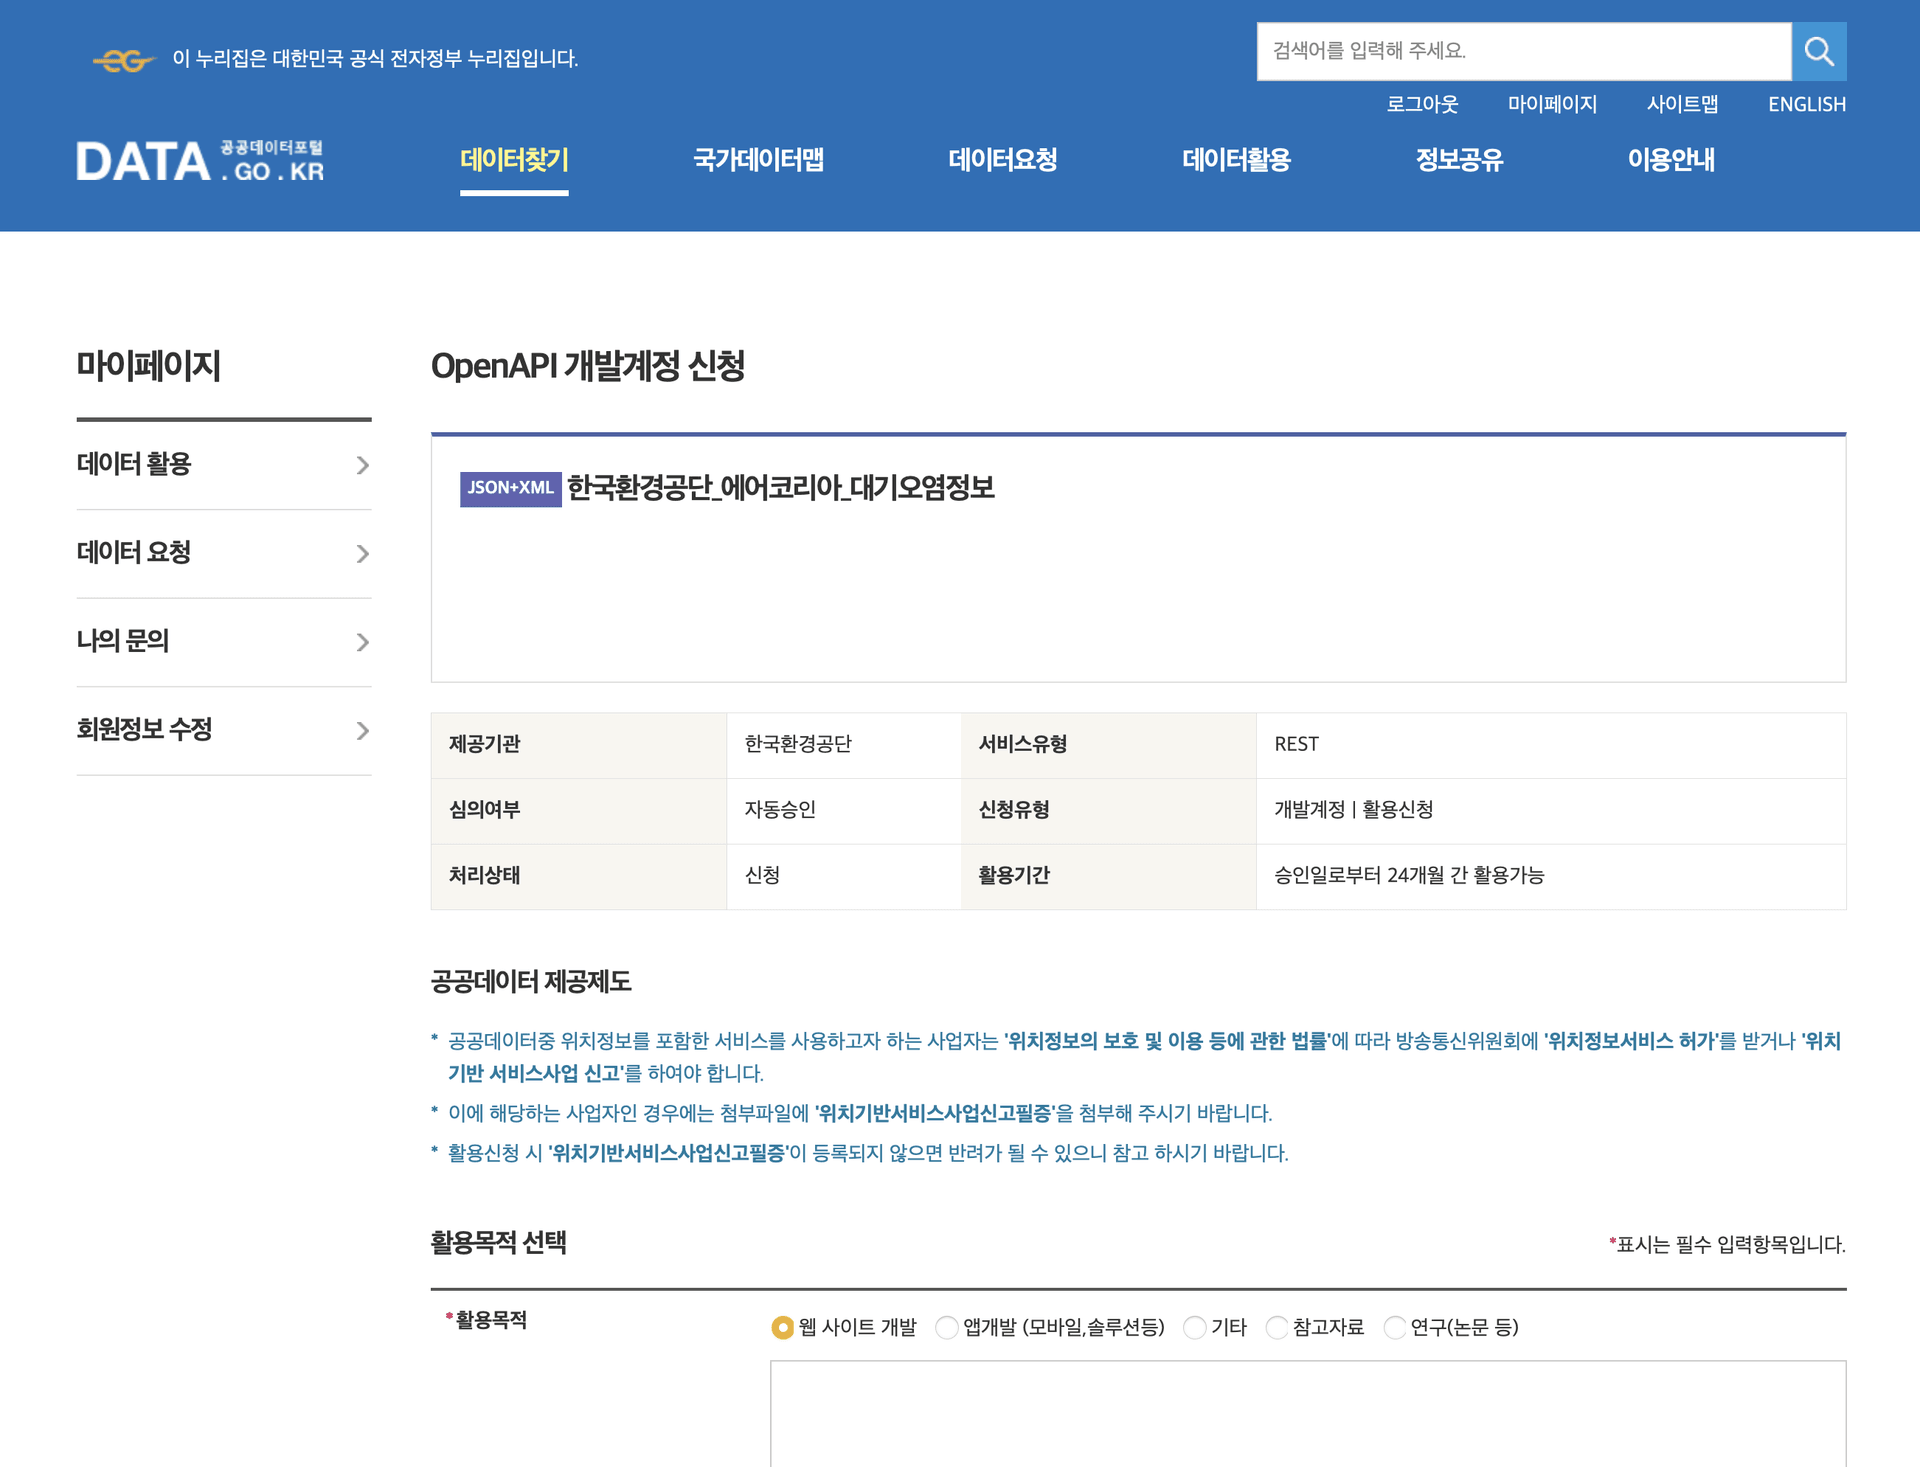 이 누리집은 대한민국 공식 전자정부 누리집입니다.
검색어를 입력해 주세요.
로그아웃 마이페이지 사이트맵 ENGLISH
DATA 공공데이터포털 .GO.KR
데이터찾기 국가데이터맵 데이터요청 데이터활용 정보공유 이용안내
마이페이지
데이터 활용
데이터 요청
나의 문의
회원정보 수정
OpenAPI 개발계정 신청
JSON+XML 한국환경공단_에어코리아_대기오염정보
제공기관 한국환경공단 서비스유형 REST
심의여부 자동승인 신청유형 개발계정 | 활용신청
처리상태 신청 활용기간 승인일로부터 24개월 간 활용가능
공공데이터 제공제도
* 공공데이터중 위치정보를 포함한 서비스를 사용하고자 하는 사업자는 '위치정보의 보호 및 이용 등에 관한 법률'에 따라 방송통신위원회에 '위치정보서비스 허가'를 받거나 '위치
기반 서비스사업 신고'를 하여야 합니다.
* 이에 해당하는 사업자인 경우에는 첨부파일에 '위치기반서비스사업신고필증'을 첨부해 주시기 바랍니다.
* 활용신청 시 '위치기반서비스사업신고필증'이 등록되지 않으면 반려가 될 수 있으니 참고 하시기 바랍니다.
활용목적 선택
*표시는 필수 입력항목입니다.
*활용목적
웹 사이트 개발 앱개발 (모바일,솔루션등) 기타 참고자료 연구(논문 등)